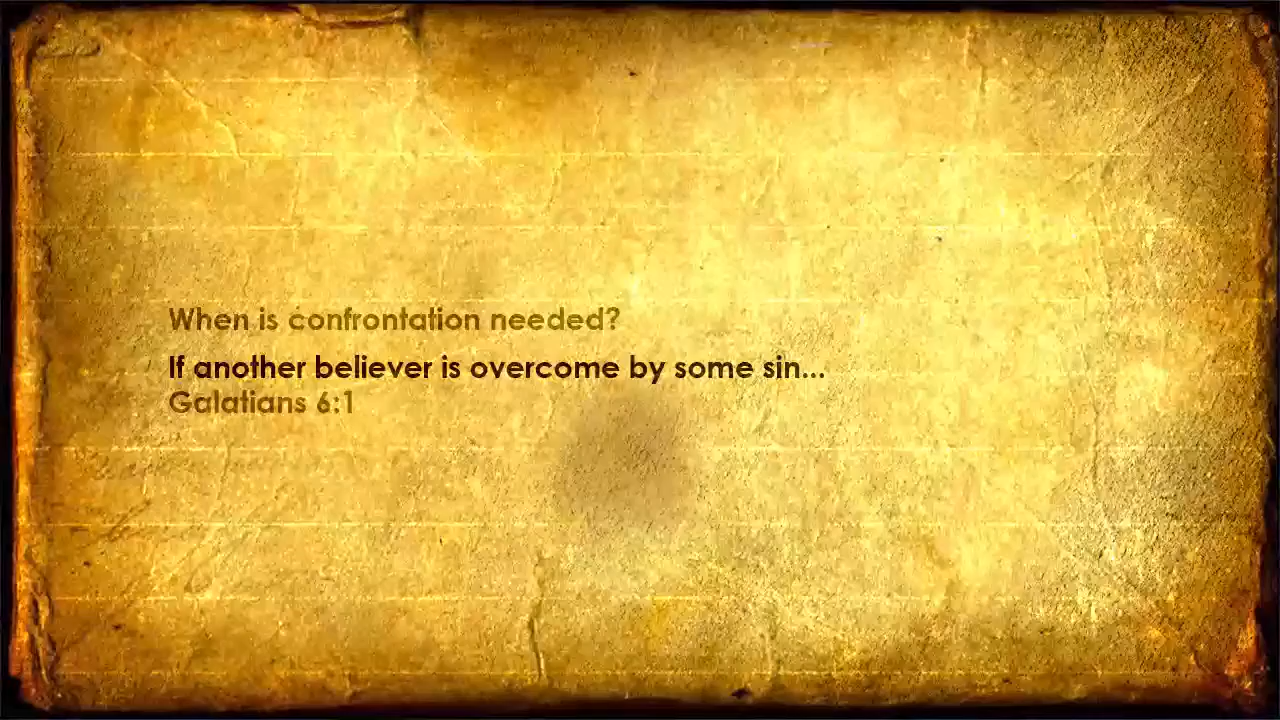 When is confrontation needed?
If another believer is overcome by some sin...
Galatians 6:1